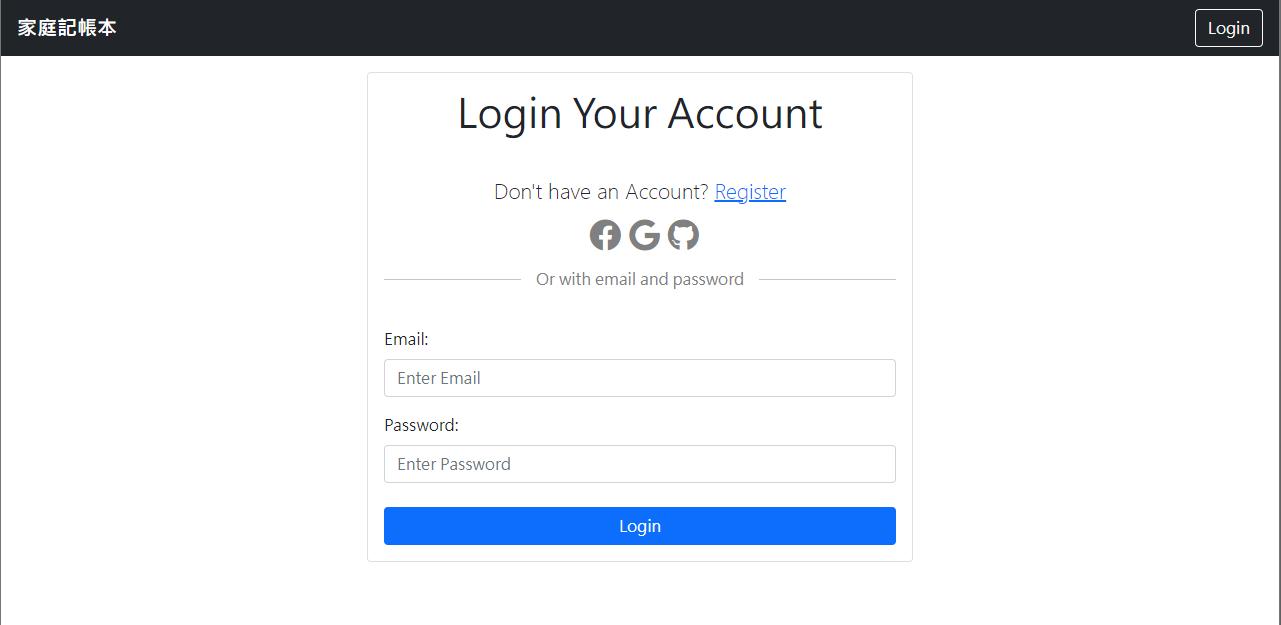 家庭記帳本
Login
Login Your Account
Don't have an Account? Register
Or with email and password
Email:
Enter Email
Password:
Enter Password
Login